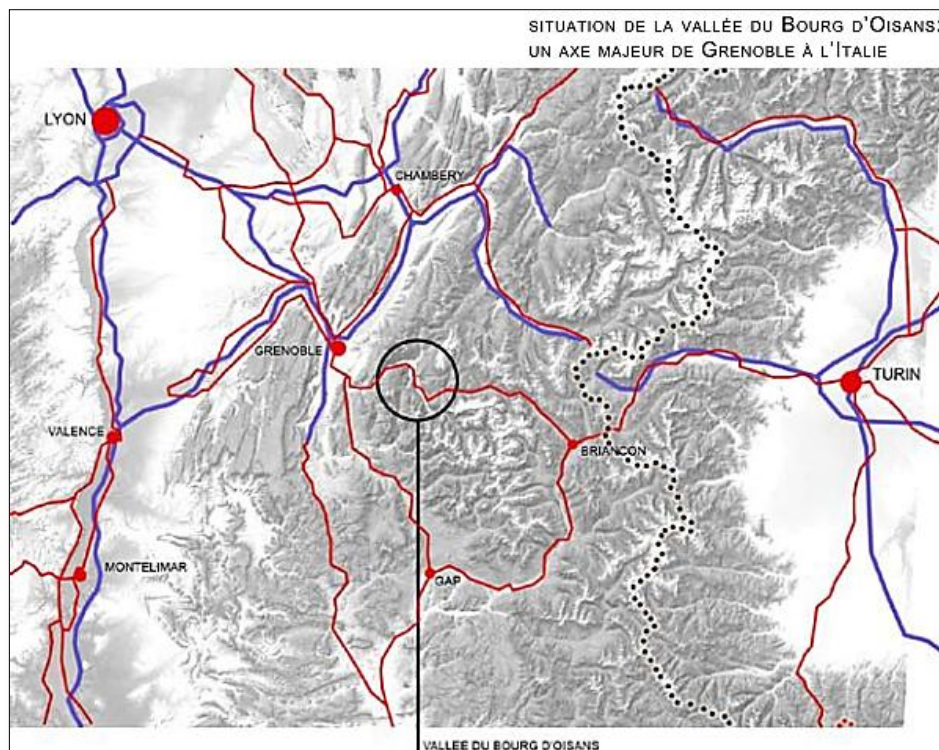 SITUATION DE LA VALLÉE DU BOURG D'OISANS:
UN AXE MAJEUR DE GRENOBLE À L'ITALIE
LYON
CHAMBERY
GRENOBLE
TURIN
VALENCE
BRIANCON
MONTELIMAR
GAP
VALLEE DU BOURG D'OISANS